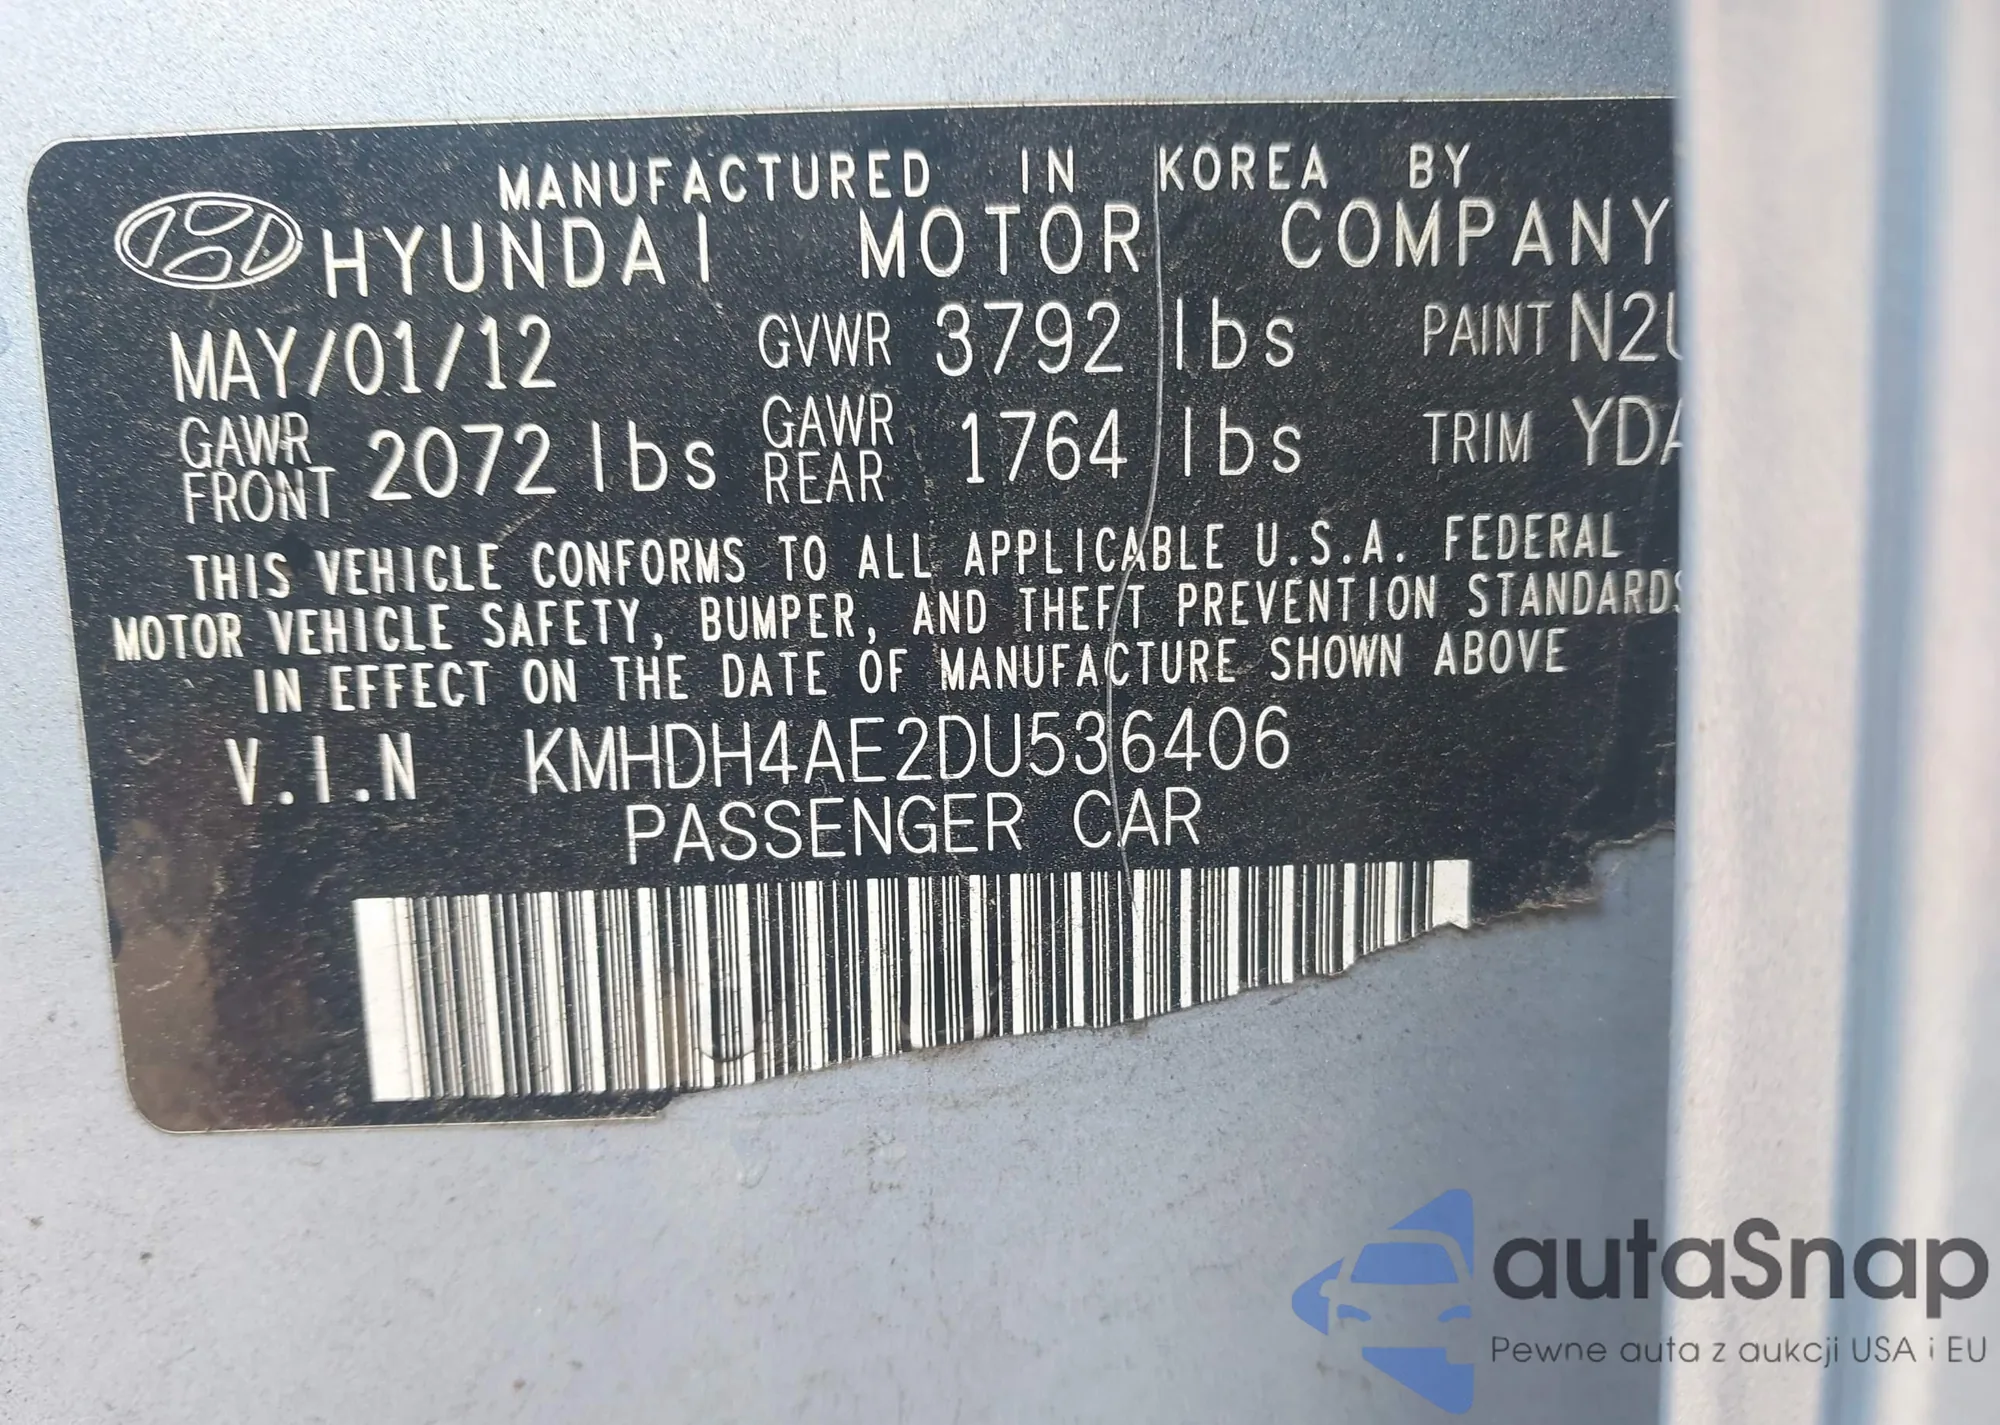 MANUFACTURED IN KOREA BY
HYUNDAI MOTOR COMPANY
MAY/01/12 GVWR 3792 lbs PAINT N2
GAWR FRONT 2072 lbs GAWR REAR 1764 lbs TRIM YDA
THIS VEHICLE CONFORMS TO ALL APPLICABLE U.S.A. FEDERAL
MOTOR VEHICLE SAFETY, BUMPER, AND THEFT PREVENTION STANDARDS
IN EFFECT ON THE DATE OF MANUFACTURE SHOWN ABOVE
V.I.N KMHDH4AE2DU536406
PASSENGER CAR
autaSnap
Pewne auta z aukcji USA i EU